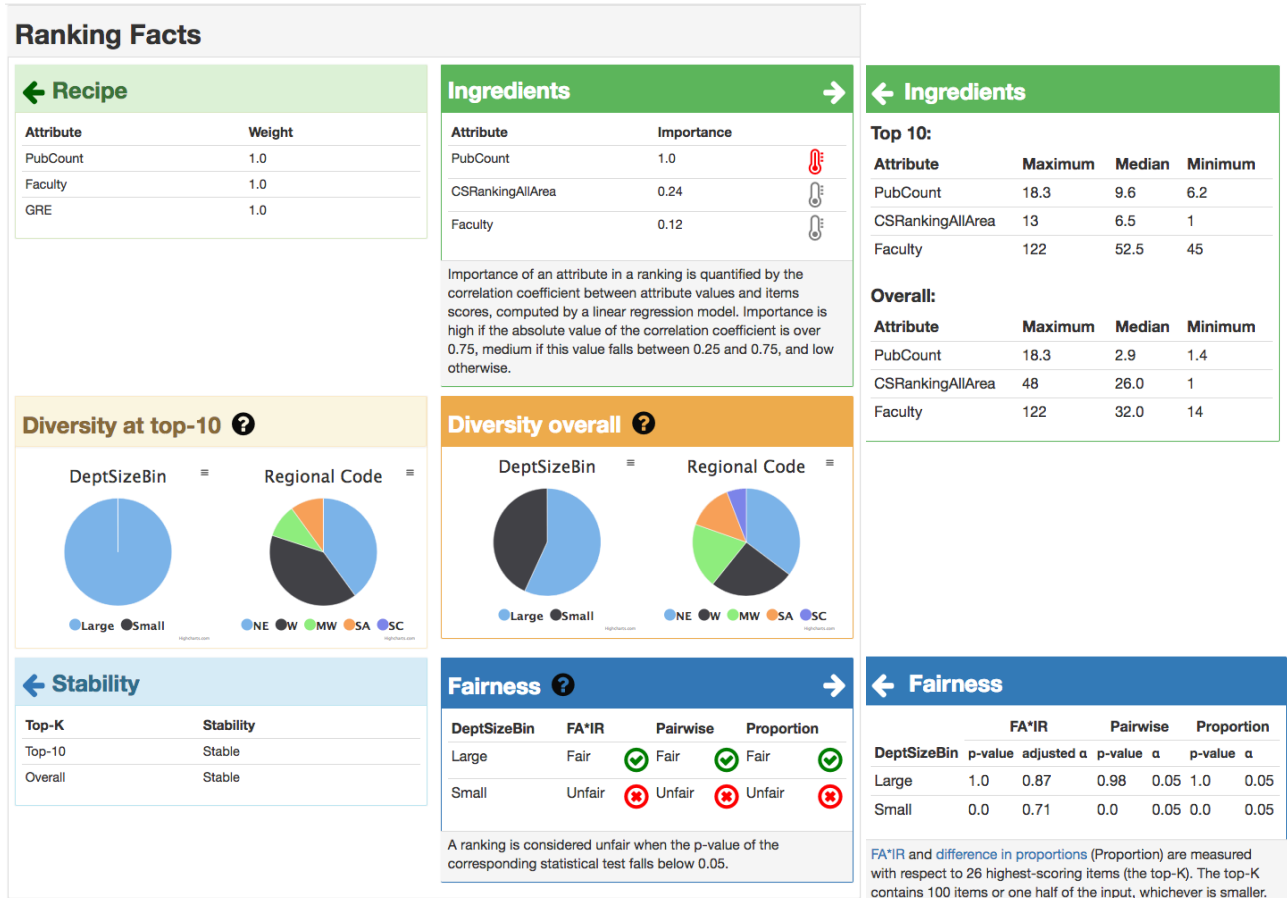 Ranking Facts
Recipe
Attribute Weight
PubCount 1.0
Faculty 1.0
GRE 1.0
Ingredients
Attribute Importance
PubCount 1.0
CSRankingAllArea 0.24
Faculty 0.12
Importance of an attribute in a ranking is quantified by the
correlation coefficient between attribute values and items
scores, computed by a linear regression model. Importance is
high if the absolute value of the correlation coefficient is over
0.75, medium if this value falls between 0.25 and 0.75, and low
otherwise.
Ingredients
Top 10:
Attribute Maximum Median Minimum
PubCount 18.3 9.6 6.2
CSRankingAllArea 13 6.5 1
Faculty 122 52.5 45
Overall:
Attribute Maximum Median Minimum
PubCount 18.3 2.9 1.4
CSRankingAllArea 48 26.0 1
Faculty 122 32.0 14
Diversity at top-10 ?
DeptSizeBin Regional Code
Large Small NE W MW SA SC
Highcharts.com Highcharts.com
Diversity overall ?
DeptSizeBin Regional Code
Large Small NE W MW SA SC
Highcharts.com Highcharts.com
Stability
Top-K Stability
Top-10 Stable
Overall Stable
Fairness ?
DeptSizeBin FA*IR Pairwise Proportion
Large Fair Fair Fair
Small Unfair Unfair Unfair
A ranking is considered unfair when the p-value of the
corresponding statistical test falls below 0.05.
Fairness
FA*IR Pairwise Proportion
DeptSizeBin p-value adjusted α p-value α p-value α
Large 1.0 0.87 0.98 0.05 1.0 0.05
Small 0.0 0.71 0.0 0.05 0.0 0.05
FA*IR and difference in proportions (Proportion) are measured
with respect to 26 highest-scoring items (the top-K). The top-K
contains 100 items or one half of the input, whichever is smaller.